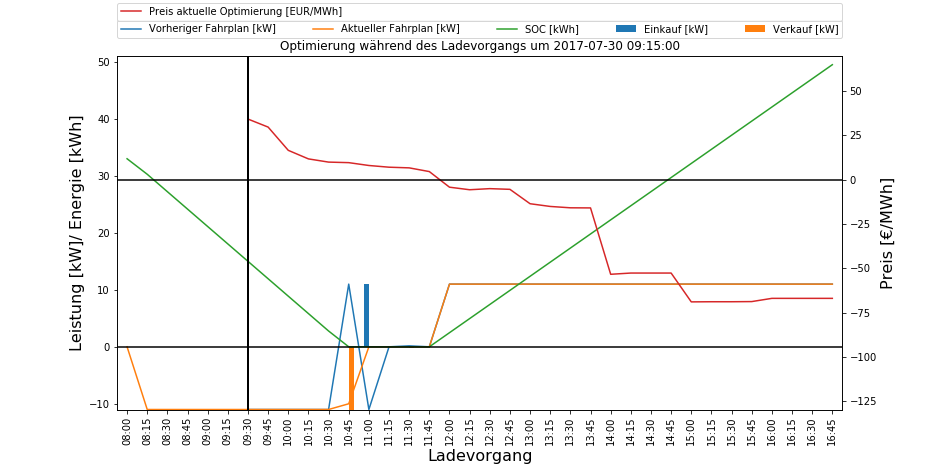 Preis aktuelle Optimierung [EUR/MWh]
Vorheriger Fahrplan [kW] Aktueller Fahrplan [kW] SOC [kWh] Einkauf [kW] Verkauf [kW]
Optimierung während des Ladevorgangs um 2017-07-30 09:15:00
Leistung [kW]/ Energie [kWh]
50
40
30
20
10
0
−10
50
25
0
−25
−50
−75
−100
−125
Preis [€/MWh]
08:00 08:15 08:30 08:45 09:00 09:15 09:30 09:45 10:00 10:15 10:30 10:45 11:00 11:15 11:30 11:45 12:00 12:15 12:30 12:45 13:00 13:15 13:30 13:45 14:00 14:15 14:30 14:45 15:00 15:15 15:30 15:45 16:00 16:15 16:30 16:45
Ladevorgang